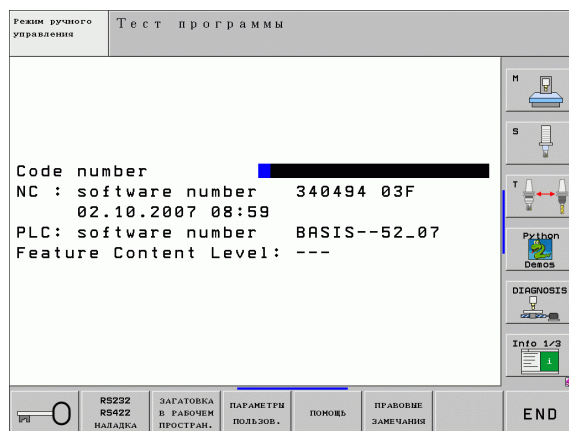 Режим ручного
управления
Тест программы
M
S
T
Code number
NC : software number 340494 03F
02.10.2007 08:59
PLC: software number BASIS--52_07
Feature Content Level: ---
Python
Demos
DIAGNOSIS
Info 1/3
i
RS232
RS422
НАЛАДКА
ЗАГАТОВКА
В РАБОЧЕМ
ПРОСТРАН.
ПАРАМЕТРЫ
ПОЛЬЗОВ.
ПОМОЩЬ
ПРАВОВЫЕ
ЗАМЕЧАНИЯ
END